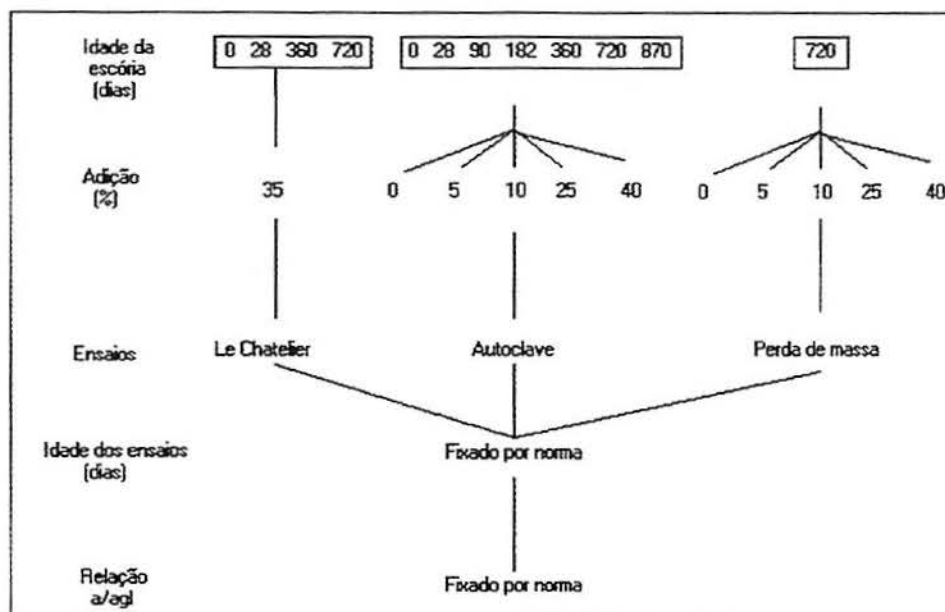 Idade da escória (dias)
0 28 360 720
0 28 90 182 360 720 870
720
Adição (%)
35
0 5 10 25 40
0 5 10 25 40
Ensaios
Le Chatelier
Autoclave
Perda de massa
Idade dos ensaios (dias)
Fixado por norma
Relação a/agl
Fixado por norma